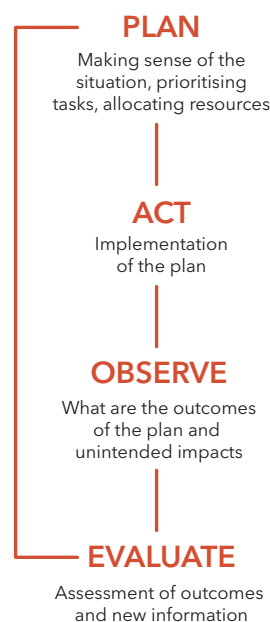 PLAN
Making sense of the
situation, prioritising
tasks, allocating resources
ACT
Implementation
of the plan
OBSERVE
What are the outcomes
of the plan and
unintended impacts
EVALUATE
Assessment of outcomes
and new information